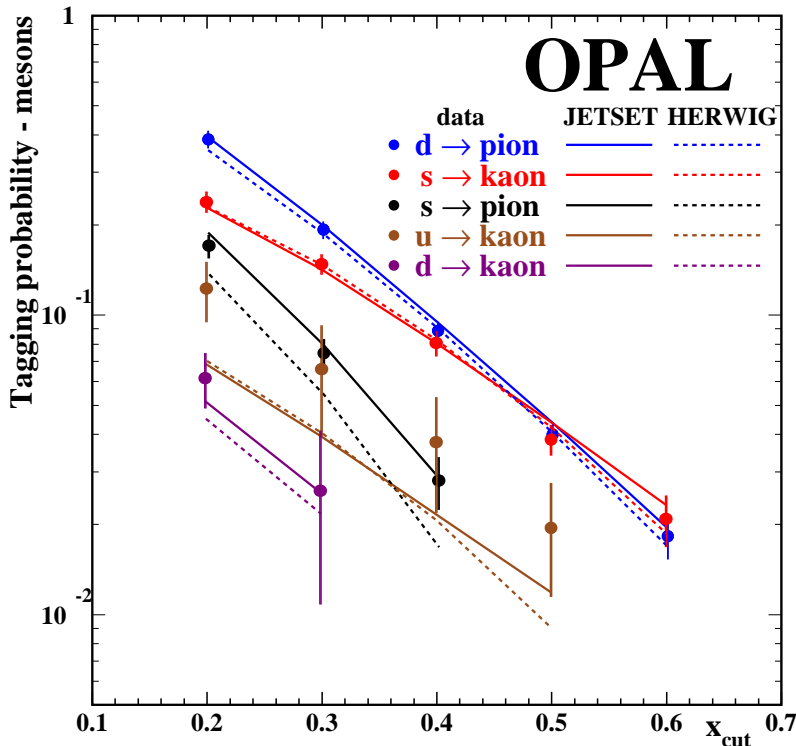 Tagging probability - mesons
1
OPAL
data JETSET HERWIG
d → pion
s → kaon
s → pion
u → kaon
d → kaon
10 -1
10 -2
0.1 0.2 0.3 0.4 0.5 0.6 0.7
x cut